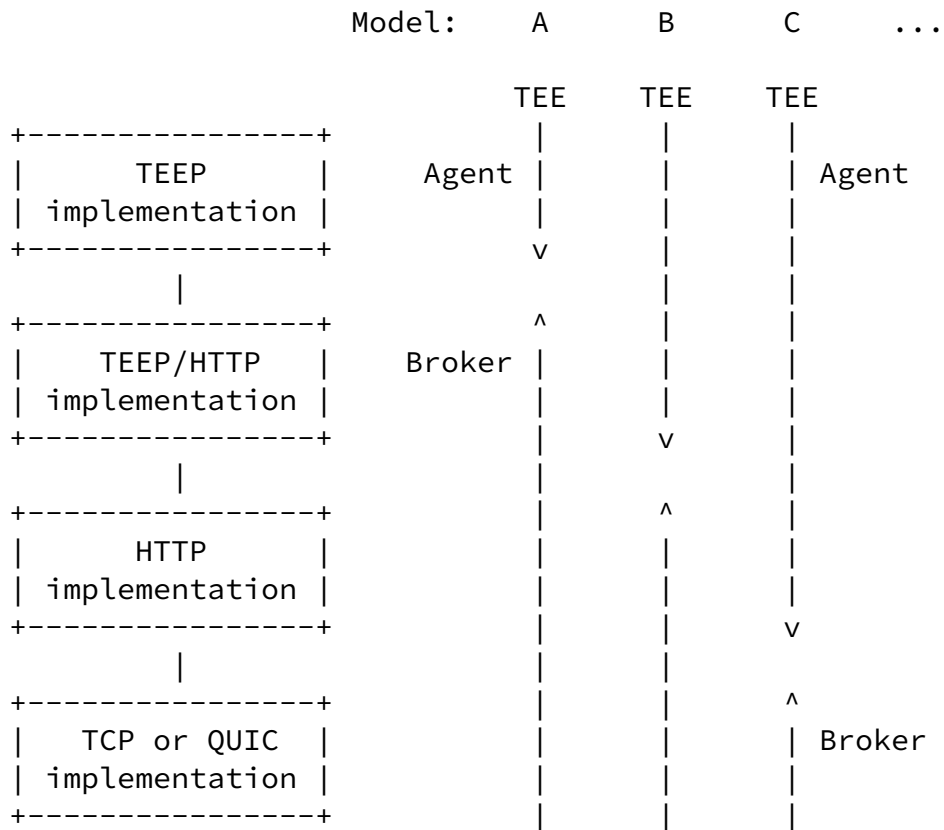 Model: A B C ...
TEE TEE TEE
TEEP Agent Agent
implementation
TEEP/HTTP Broker
implementation
HTTP
implementation
TCP or QUIC Broker
implementation